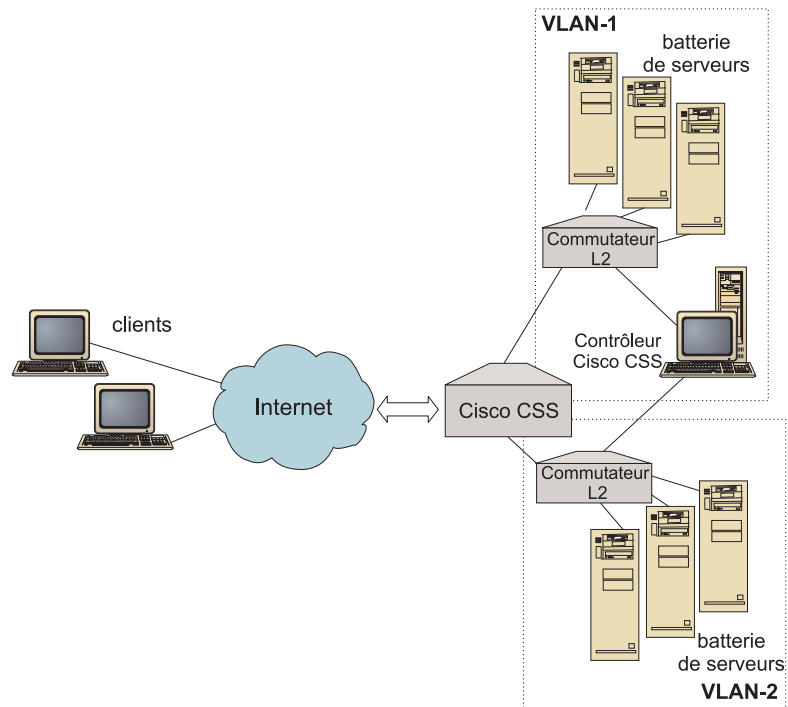 VLAN-1
batterie
de serveurs
Commutateur
L2
clients
Contrôleur
Cisco CSS
Internet
Cisco CSS
Commutateur
L2
batterie
de serveurs
VLAN-2